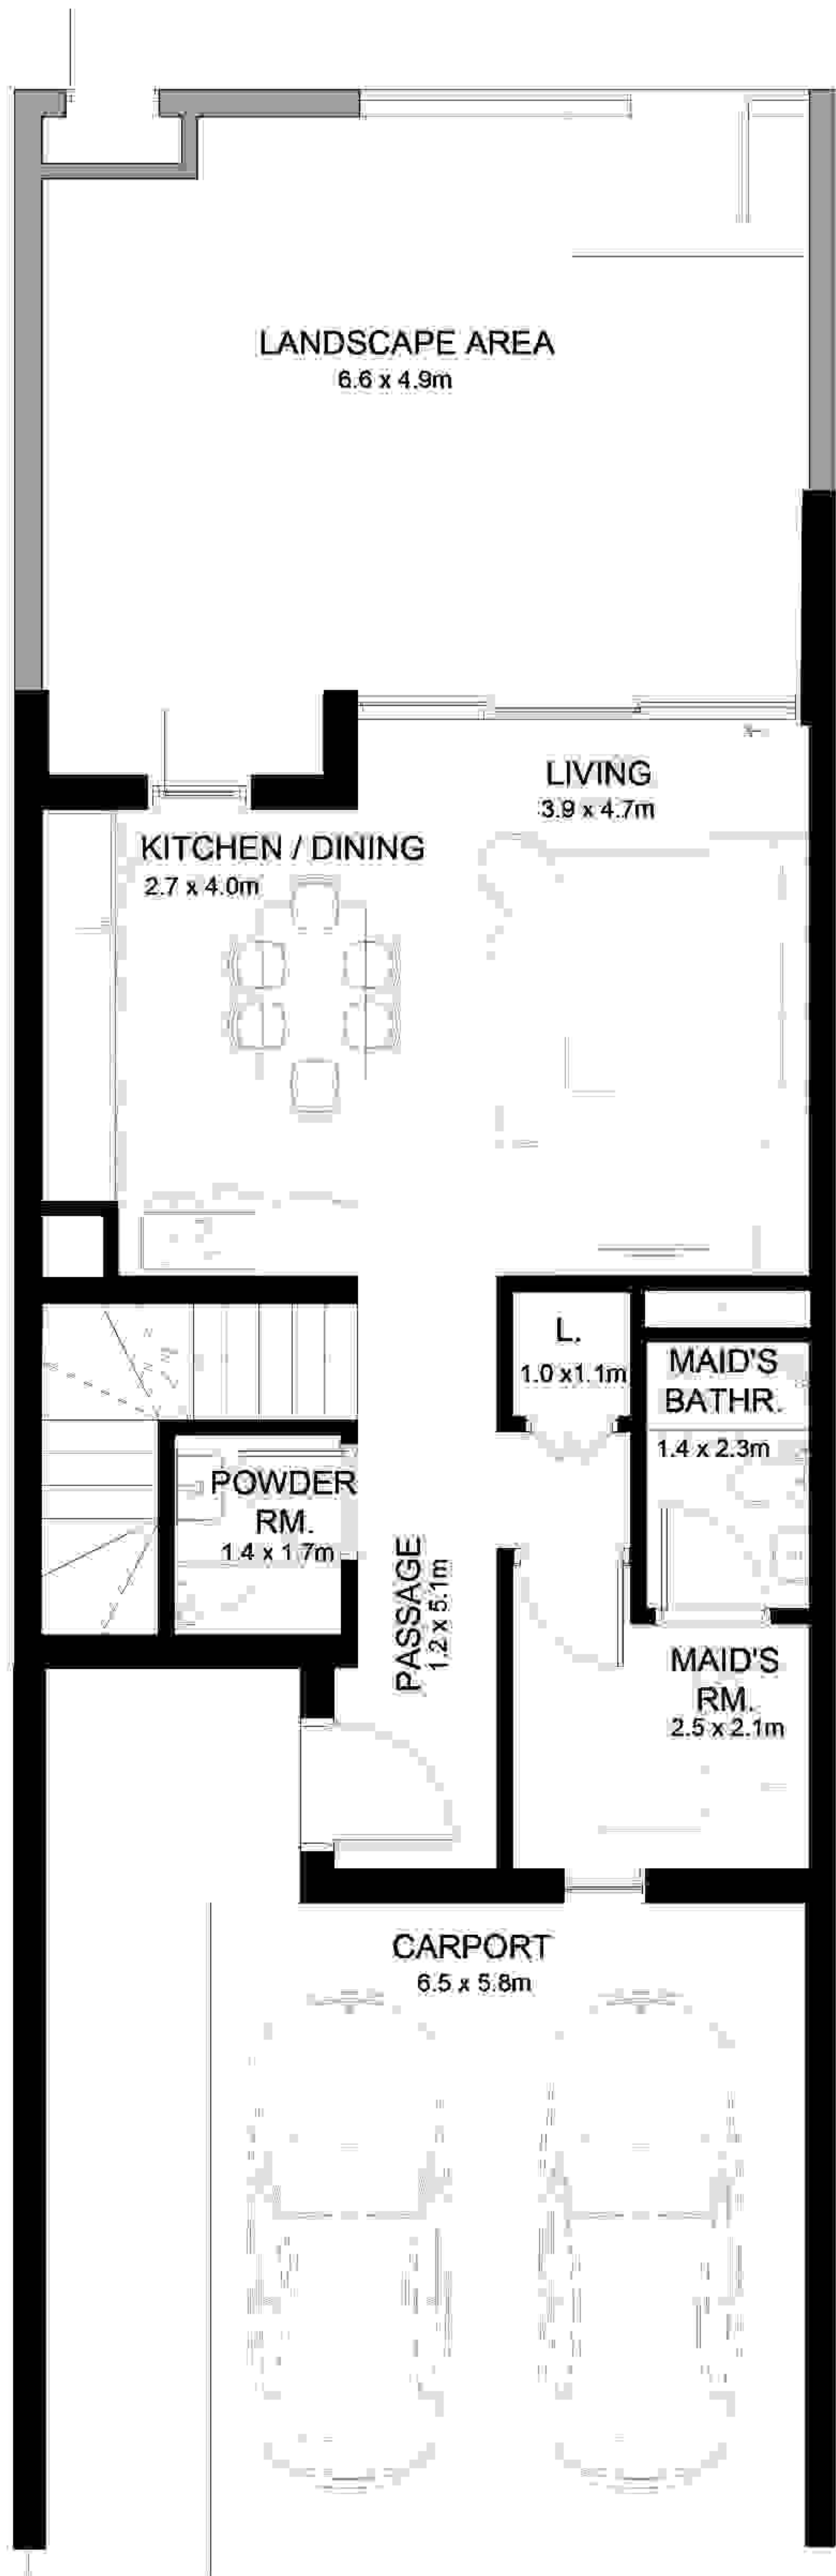 LANDSCAPE AREA
6.6 x 4.9m
LIVING
3.9 x 4.7m
KITCHEN / DINING
2.7 x 4.0m
L.
1.0 x1.1m
MAID'S
BATHR.
1.4 x 2.3m
POWDER
RM.
1.4 x 1.7m
PASSAGE
1.2 x 5.1m
MAID'S
RM.
2.5 x 2.1m
CARPORT
6.5 x 5.8m